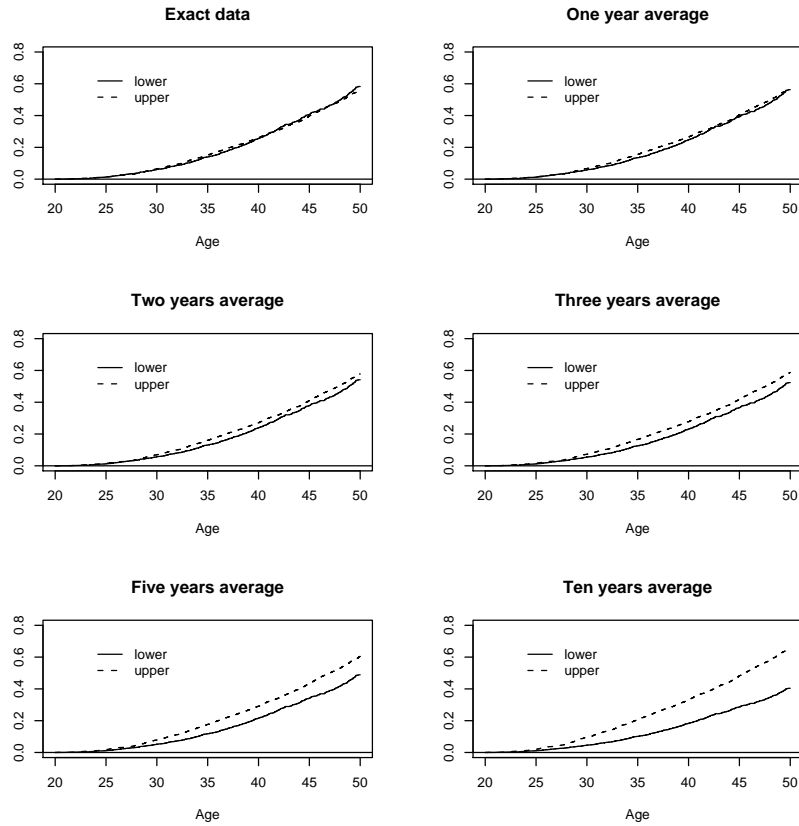 Exact data
0.0 0.2 0.4 0.6 0.8
lower
upper
20 25 30 35 40 45 50
Age
One year average
0.0 0.2 0.4 0.6 0.8
lower
upper
20 25 30 35 40 45 50
Age
Two years average
0.0 0.2 0.4 0.6 0.8
lower
upper
20 25 30 35 40 45 50
Age
Three years average
0.0 0.2 0.4 0.6 0.8
lower
upper
20 25 30 35 40 45 50
Age
Five years average
0.0 0.2 0.4 0.6 0.8
lower
upper
20 25 30 35 40 45 50
Age
Ten years average
0.0 0.2 0.4 0.6 0.8
lower
upper
20 25 30 35 40 45 50
Age